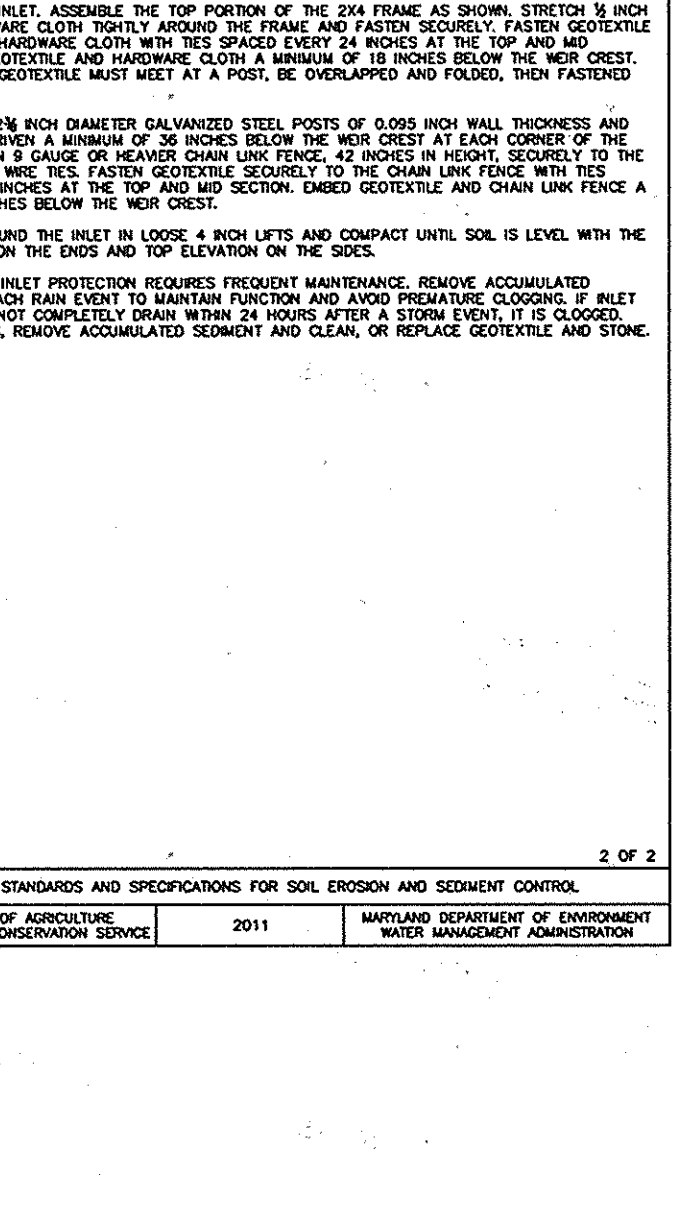 INLET. ASSEMBLE THE TOP PORTION OF THE 2X4 FRAME AS SHOWN. STRETCH ½ INCH
ARE CLOTH TIGHTLY AROUND THE FRAME AND FASTEN SECURELY. FASTEN GEOTEXTILE
HARDWARE CLOTH WITH TIES SPACED EVERY 24 INCHES AT THE TOP AND MID
OTEXTILE AND HARDWARE CLOTH A MINIMUM OF 18 INCHES BELOW THE WEIR CREST.
GEOTEXTILE MUST MEET AT A POST, BE OVERLAPPED AND FOLDED, THEN FASTENED
INCH DIAMETER GALVANIZED STEEL POSTS OF 0.095 INCH WALL THICKNESS AND
RIVEN A MINIMUM OF 36 INCHES BELOW THE WEIR CREST AT EACH CORNER OF THE
9 GAUGE OR HEAVIER CHAIN LINK FENCE, 42 INCHES IN HEIGHT, SECURELY TO THE
WIRE TIES. FASTEN GEOTEXTILE SECURELY TO THE CHAIN LINK FENCE WITH TIES
INCHES AT THE TOP AND MID SECTION. EMBED GEOTEXTILE AND CHAIN LINK FENCE A
HES BELOW THE WEIR CREST.
UND THE INLET IN LOOSE 4 INCH LIFTS AND COMPACT UNTIL SOIL IS LEVEL WITH THE
ON THE ENDS AND TOP ELEVATION ON THE SIDES.
INLET PROTECTION REQUIRES FREQUENT MAINTENANCE. REMOVE ACCUMULATED
ACH RAIN EVENT TO MAINTAIN FUNCTION AND AVOID PREMATURE CLOGGING. IF INLET
NOT COMPLETELY DRAIN WITHIN 24 HOURS AFTER A STORM EVENT, IT IS CLOGGED.
, REMOVE ACCUMULATED SEDIMENT AND CLEAN, OR REPLACE GEOTEXTILE AND STONE.
2 OF 2
STANDARDS AND SPECIFICATIONS FOR SOIL EROSION AND SEDIMENT CONTROL
OF AGRICULTURE
ONSERVATION SERVICE
2011
MARYLAND DEPARTMENT OF ENVIRONMENT
WATER MANAGEMENT ADMINISTRATION